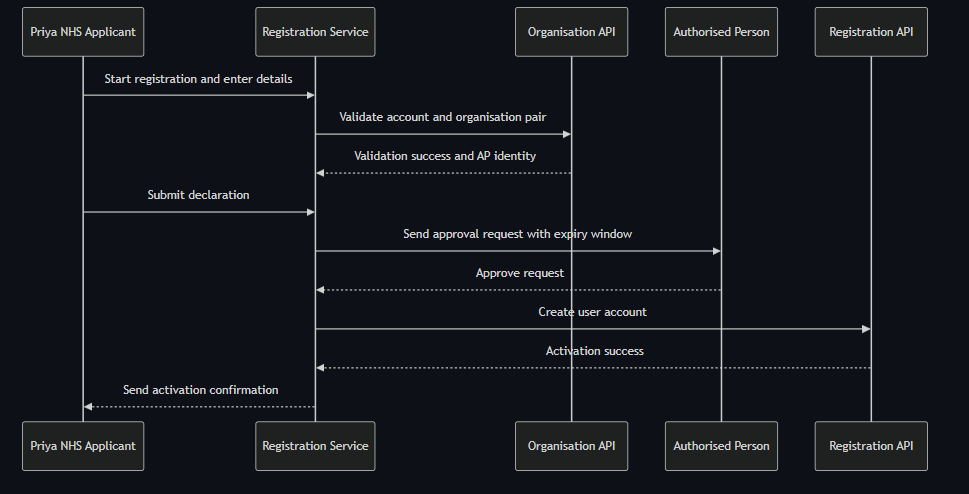 Priya NHS Applicant
Registration Service
Organisation API
Authorised Person
Registration API
Start registration and enter details
Validate account and organisation pair
Validation success and AP identity
Submit declaration
Send approval request with expiry window
Approve request
Create user account
Activation success
Send activation confirmation
Priya NHS Applicant
Registration Service
Organisation API
Authorised Person
Registration API